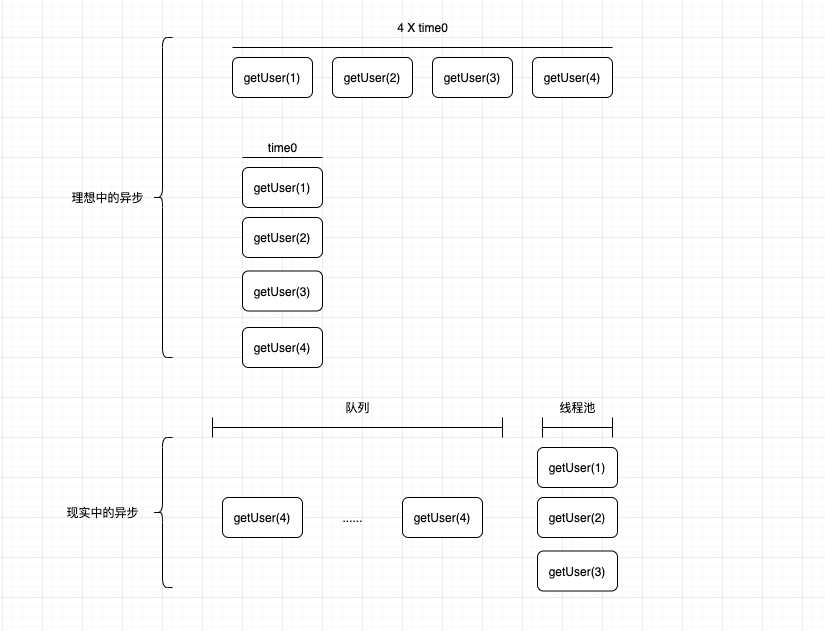 4 X time0
getUser(1)
getUser(2)
getUser(3)
getUser(4)
time0
getUser(1)
理想中的异步
getUser(2)
getUser(3)
getUser(4)
队列
线程池
getUser(1)
现实中的异步
getUser(4)
......
getUser(4)
getUser(2)
getUser(3)